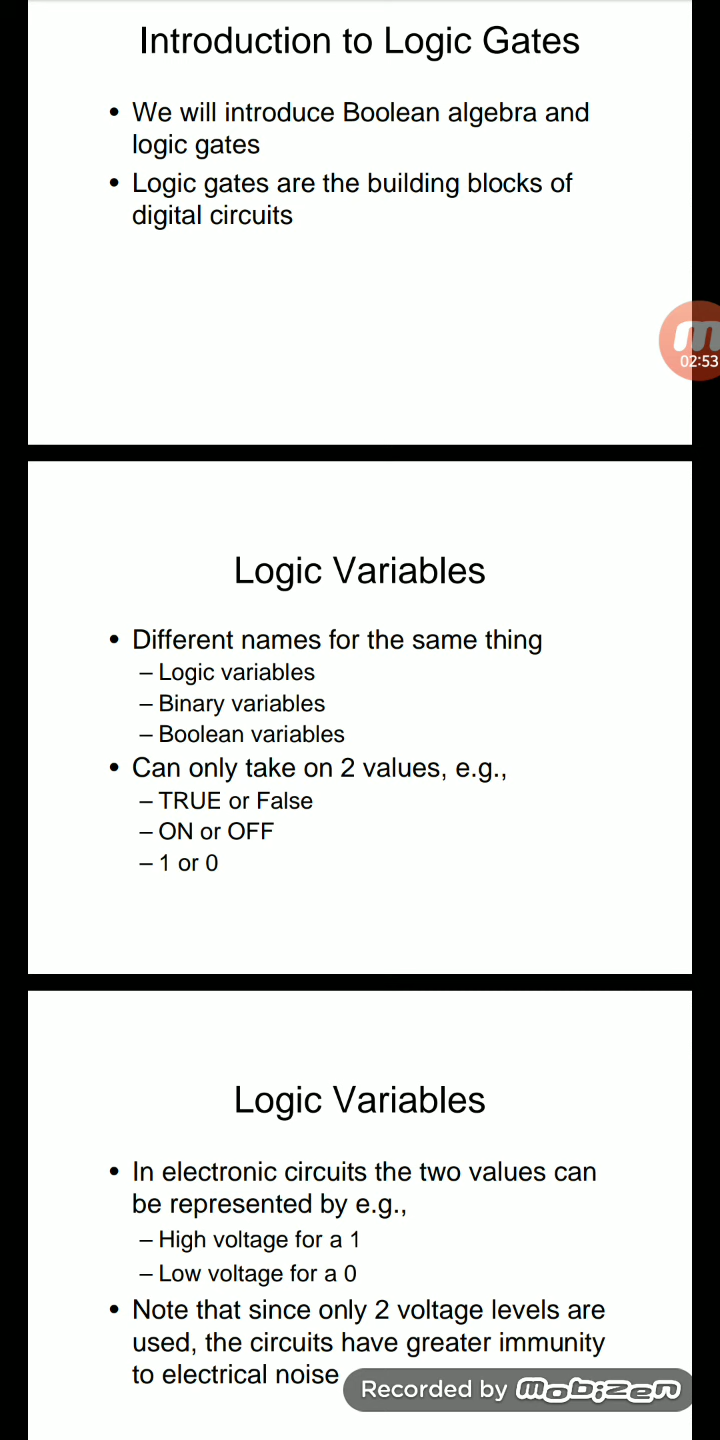 Introduction to Logic Gates
• We will introduce Boolean algebra and
logic gates
• Logic gates are the building blocks of
digital circuits
02:53
Logic Variables
• Different names for the same thing
– Logic variables
– Binary variables
– Boolean variables
• Can only take on 2 values, e.g.,
– TRUE or False
– ON or OFF
– 1 or 0
Logic Variables
• In electronic circuits the two values can
be represented by e.g.,
– High voltage for a 1
– Low voltage for a 0
• Note that since only 2 voltage levels are
used, the circuits have greater immunity
to electrical noise
Recorded by mobizen